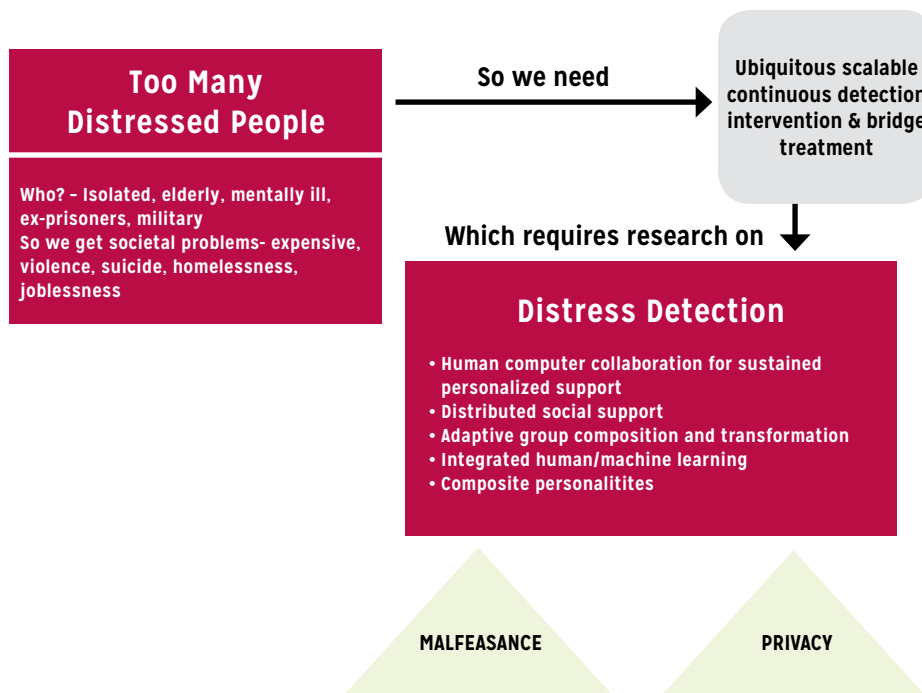 Too Many
Distressed People
Who? - Isolated, elderly, mentally ill,
ex-prisoners, military
So we get societal problems- expensive,
violence, suicide, homelessness,
joblessness
So we need
Ubiquitous scalable
continuous detection
intervention & bridge
treatment
Which requires research on
Distress Detection
• Human computer collaboration for sustained
personalized support
• Distributed social support
• Adaptive group composition and transformation
• Integrated human/machine learning
• Composite personalitites
MALFEASANCE
PRIVACY